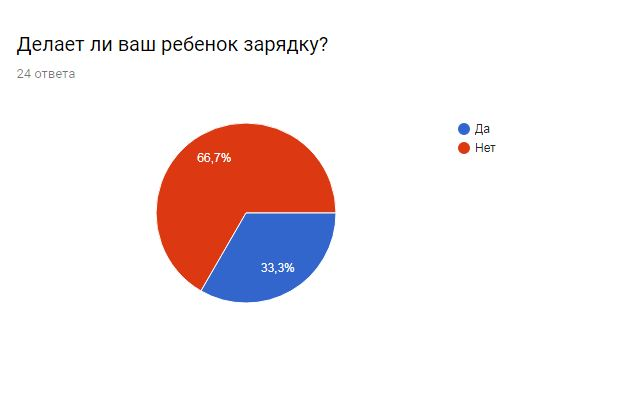 Делает ли ваш ребенок зарядку?
24 ответа
Да
Нет
66,7%
33,3%